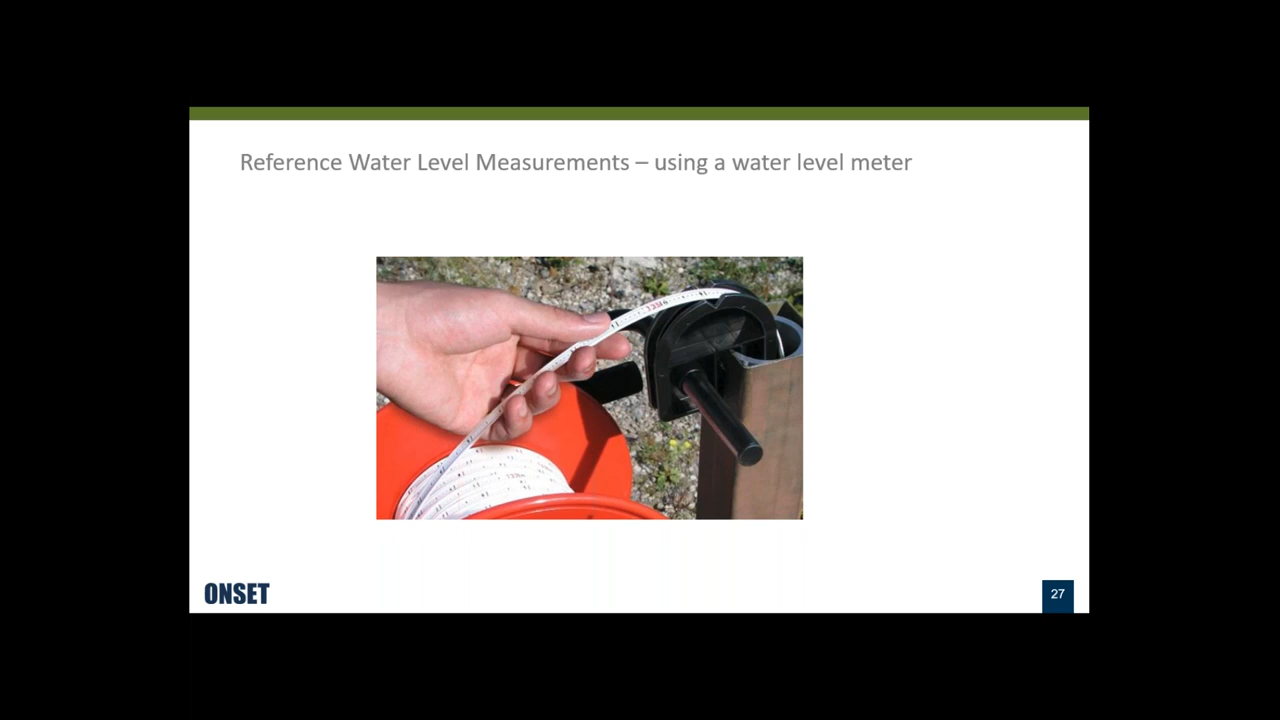 Reference Water Level Measurements – using a water level meter
ONSET
27